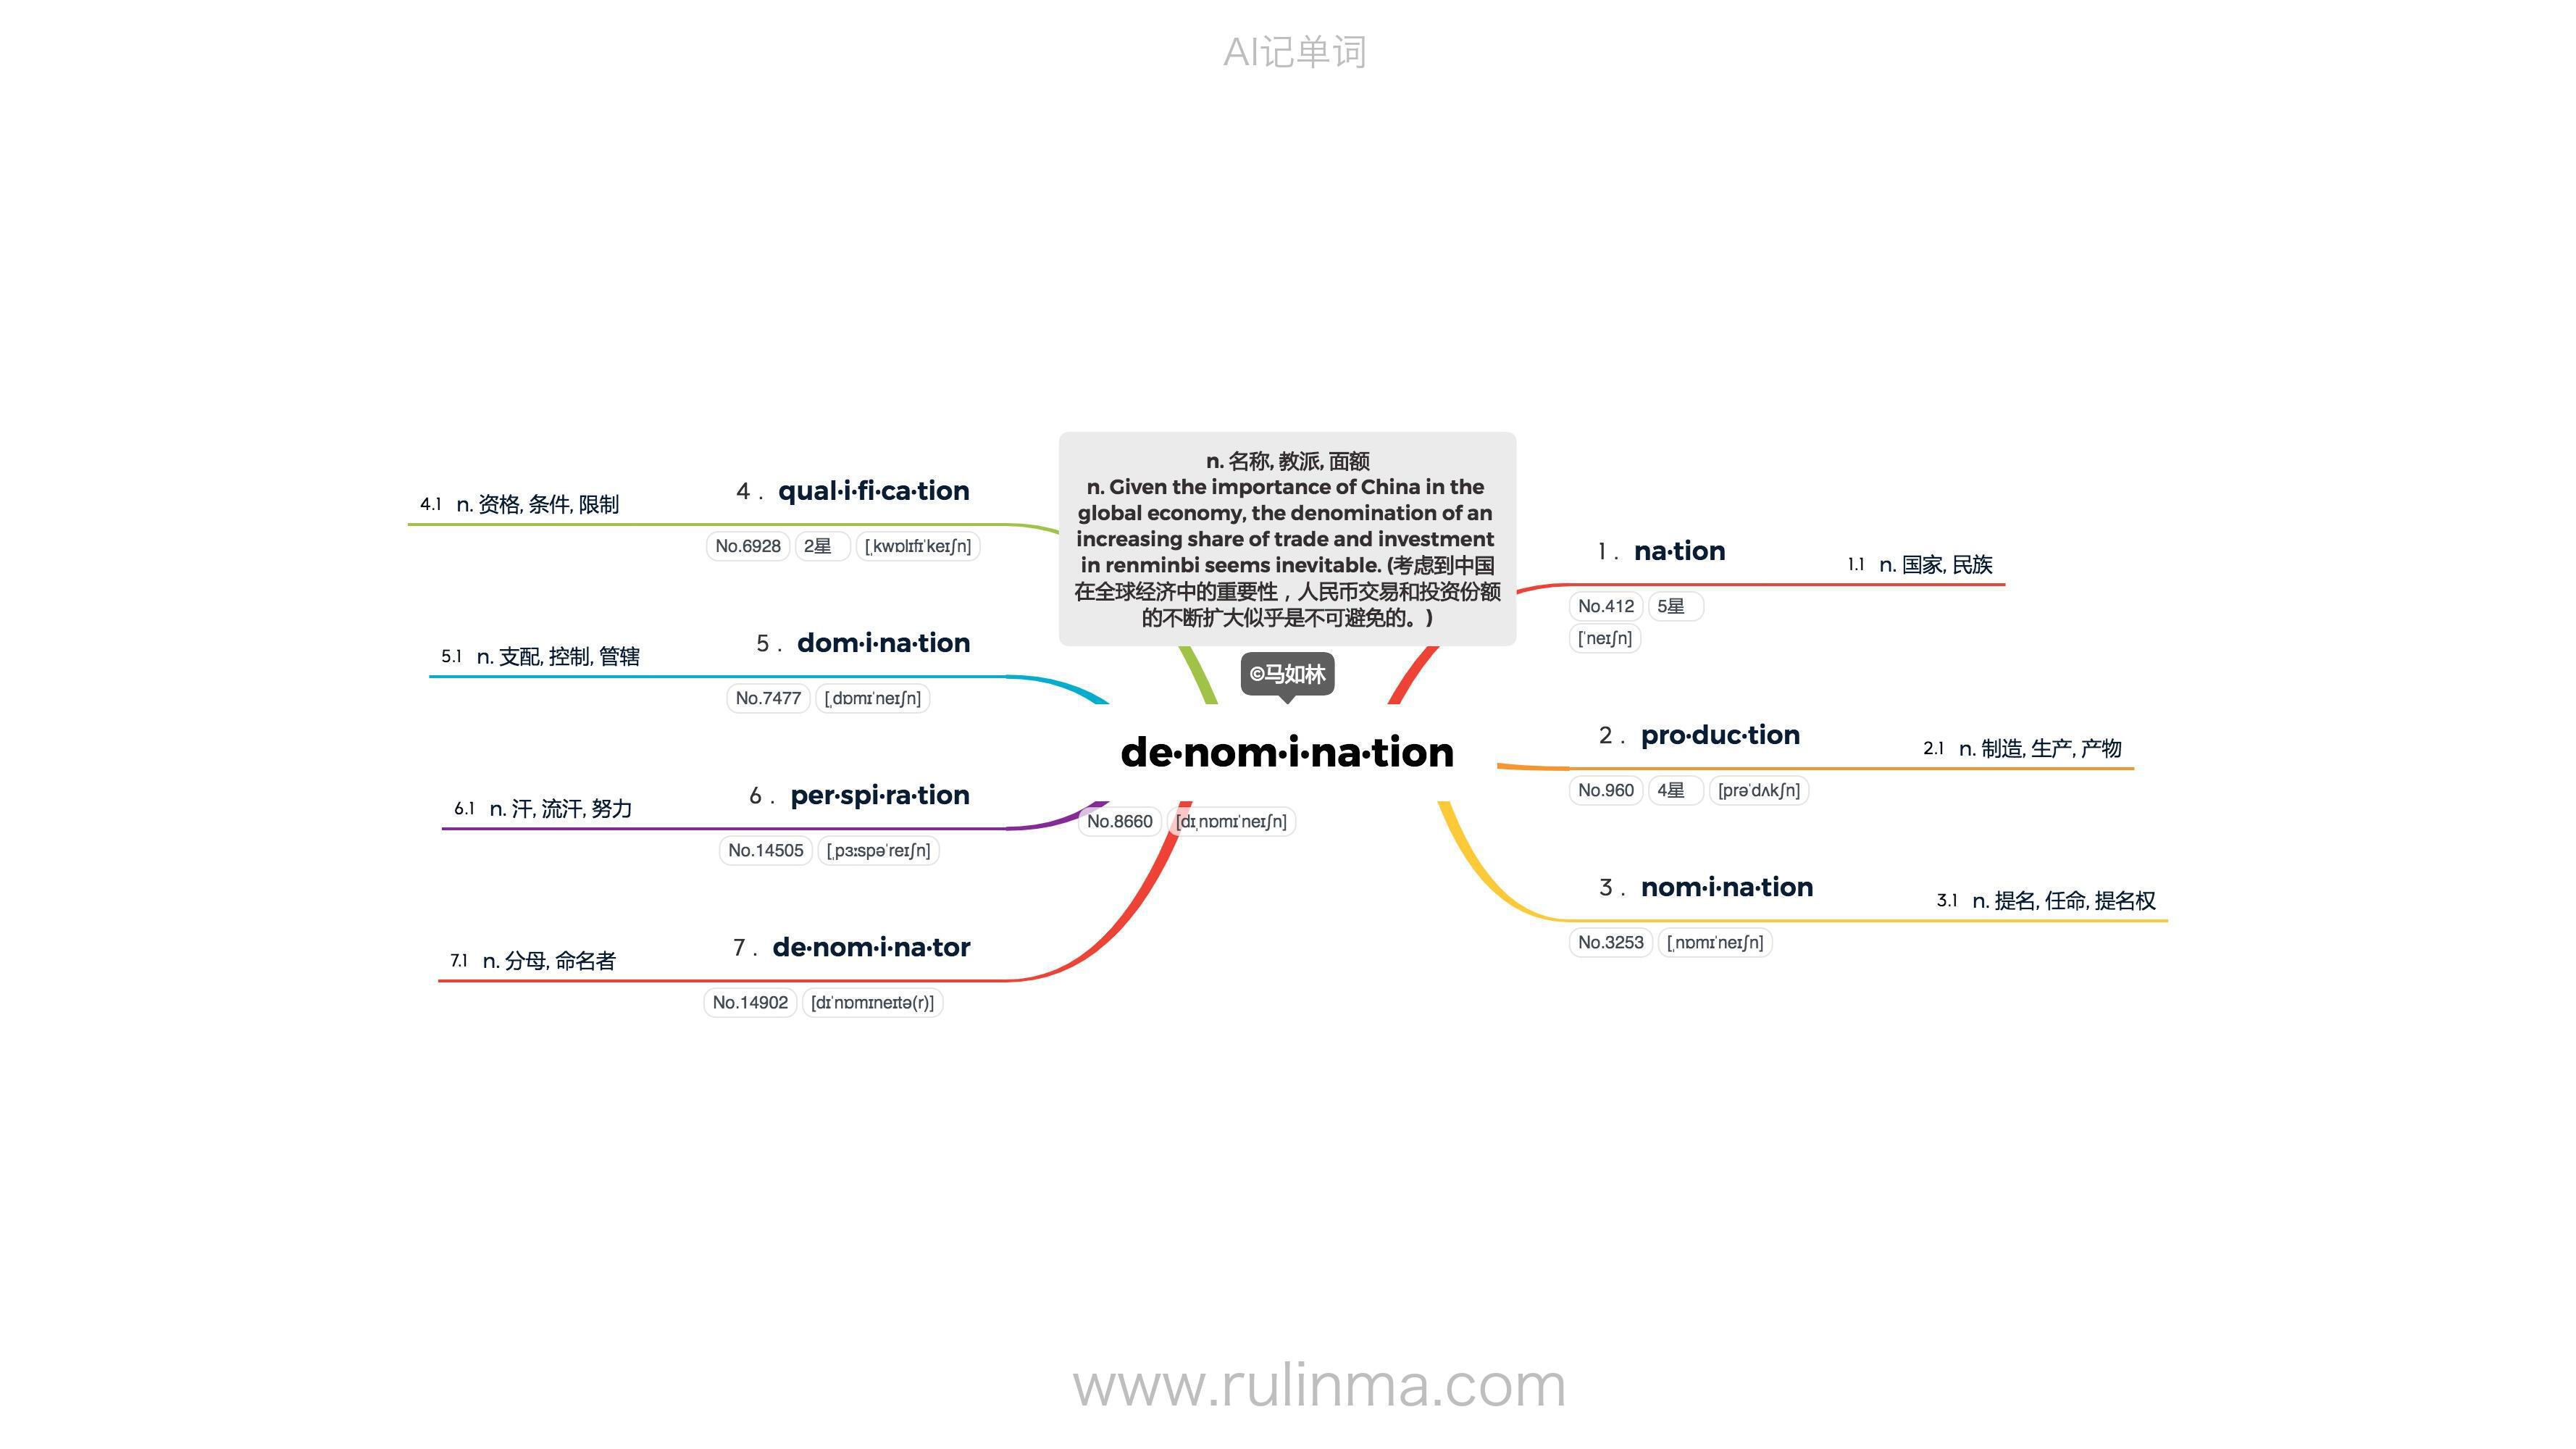 AI记单词
n. 名称, 教派, 面额
n. Given the importance of China in the
global economy, the denomination of an
increasing share of trade and investment
in renminbi seems inevitable. (考虑到中国
在全球经济中的重要性，人民币交易和投资份额
的不断扩大似乎是不可避免的。)
©马如林
de·nom·i·na·tion
No.8660 [dɪˌnɒmɪˈneɪʃn]
1. na·tion
No.412 5星
[ˈneɪʃn]
1.1 n. 国家, 民族
2. pro·duc·tion
No.960 4星 [prəˈdʌkʃn]
2.1 n. 制造, 生产, 产物
3. nom·i·na·tion
No.3253 [ˌnɒmɪˈneɪʃn]
3.1 n. 提名, 任命, 提名权
4. qual·i·fi·ca·tion
No.6928 2星 [ˌkwɒlɪfɪˈkeɪʃn]
4.1 n. 资格, 条件, 限制
5. dom·i·na·tion
No.7477 [ˌdɒmɪˈneɪʃn]
5.1 n. 支配, 控制, 管辖
6. per·spi·ra·tion
No.14505 [ˌpɜːspəˈreɪʃn]
6.1 n. 汗, 流汗, 努力
7. de·nom·i·na·tor
No.14902 [dɪˈnɒmɪneɪtə(r)]
7.1 n. 分母, 命名者
www.rulinma.com